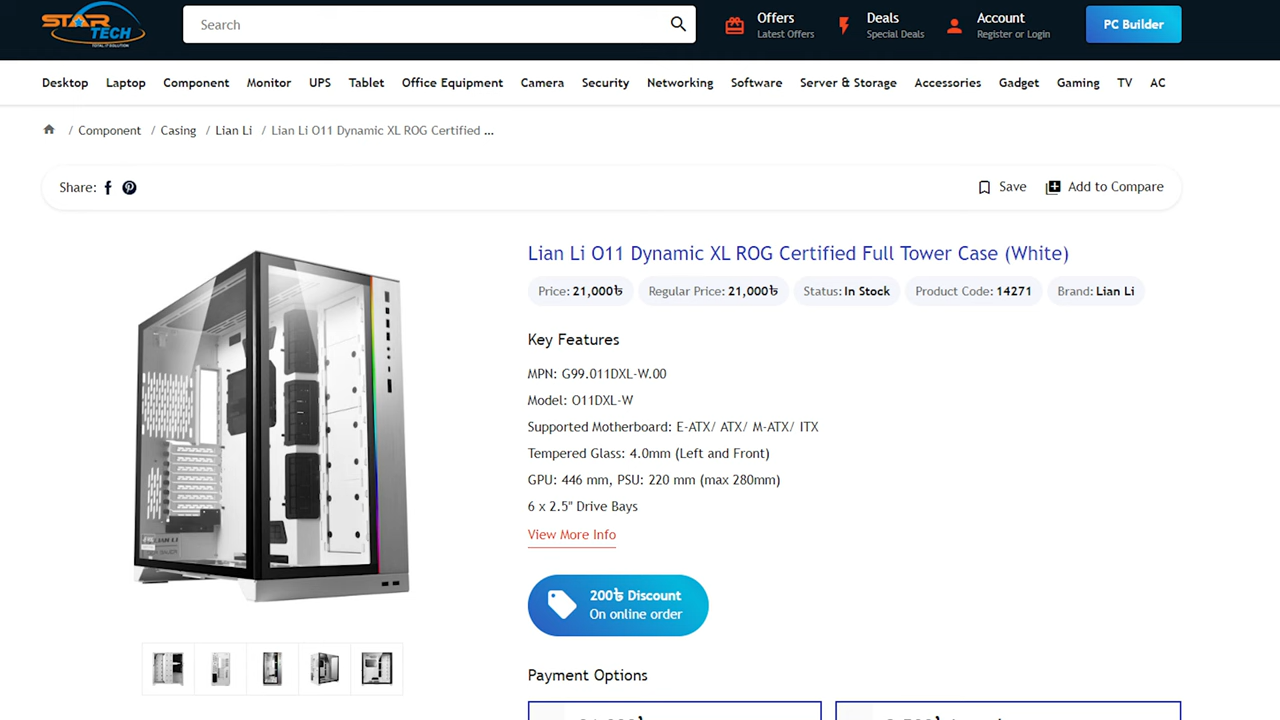 STAR TECH
TOTAL IT SOLUTION
Search
Offers
Latest Offers
Deals
Special Deals
Account
Register or Login
PC Builder
Desktop Laptop Component Monitor UPS Tablet Office Equipment Camera Security Networking Software Server & Storage Accessories Gadget Gaming TV AC
/ Component / Casing / Lian Li / Lian Li O11 Dynamic XL ROG Certified ...
Share:
Save
Add to Compare
Lian Li O11 Dynamic XL ROG Certified Full Tower Case (White)
Price: 21,000৳ Regular Price: 21,000৳ Status: In Stock Product Code: 14271 Brand: Lian Li
Key Features
MPN: G99.O11DXL-W.00
Model: O11DXL-W
Supported Motherboard: E-ATX/ ATX/ M-ATX/ ITX
Tempered Glass: 4.0mm (Left and Front)
GPU: 446 mm, PSU: 220 mm (max 280mm)
6 x 2.5" Drive Bays
View More Info
LIAN LI
200৳ Discount
On online order
Payment Options